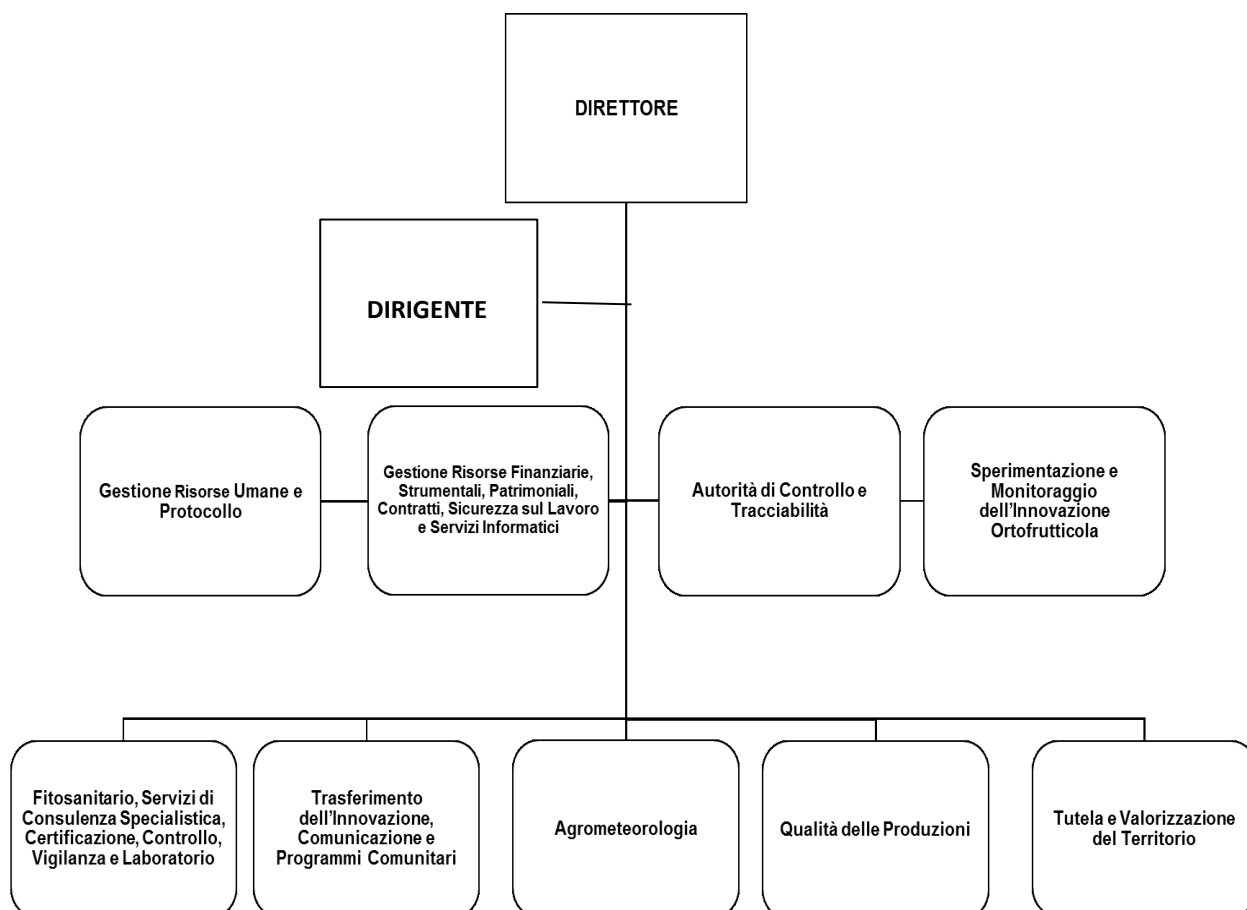 DIRETTORE
DIRIGENTE
Gestione Risorse Umane e
Protocollo
Gestione Risorse Finanziarie,
Strumentali, Patrimoniali,
Contratti, Sicurezza sul Lavoro
e Servizi Informatici
Autorità di Controllo e
Tracciabilità
Sperimentazione e
Monitoraggio
dell’Innovazione
Ortofrutticola
Fitosanitario, Servizi di
Consulenza Specialistica,
Certificazione, Controllo,
Vigilanza e Laboratorio
Trasferimento
dell’Innovazione,
Comunicazione e
Programmi Comunitari
Agrometeorologia
Qualità delle Produzioni
Tutela e Valorizzazione
del Territorio